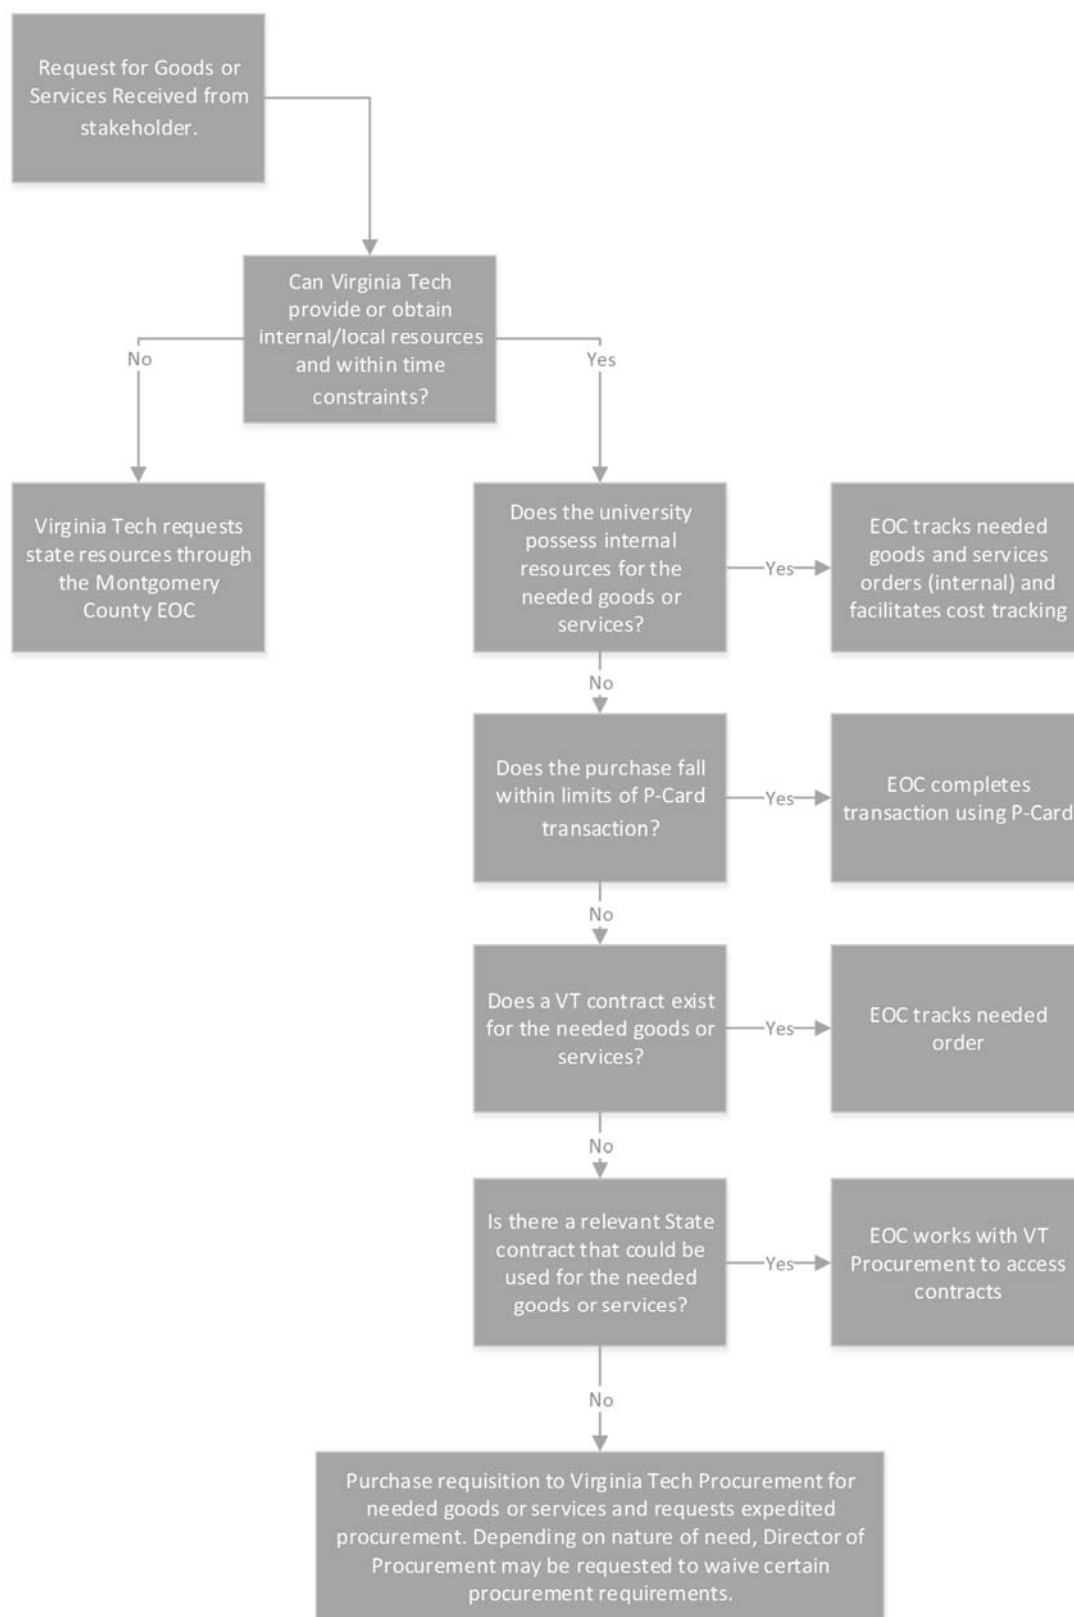 Request for Goods or
Services Received from
stakeholder.
Can Virginia Tech
provide or obtain
internal/local resources
and within time
constraints?
No
Yes
Virginia Tech requests
state resources through
the Montgomery
County EOC
Does the university
possess internal
resources for the
needed goods or
services?
Yes
EOC tracks needed
goods and services
orders (internal) and
facilitates cost tracking
No
Does the purchase fall
within limits of P-Card
transaction?
Yes
EOC completes
transaction using P-Card
No
Does a VT contract exist
for the needed goods or
services?
Yes
EOC tracks needed
order
No
Is there a relevant State
contract that could be
used for the needed
goods or services?
Yes
EOC works with VT
Procurement to access
contracts
No
Purchase requisition to Virginia Tech Procurement for
needed goods or services and requests expedited
procurement. Depending on nature of need, Director of
Procurement may be requested to waive certain
procurement requirements.